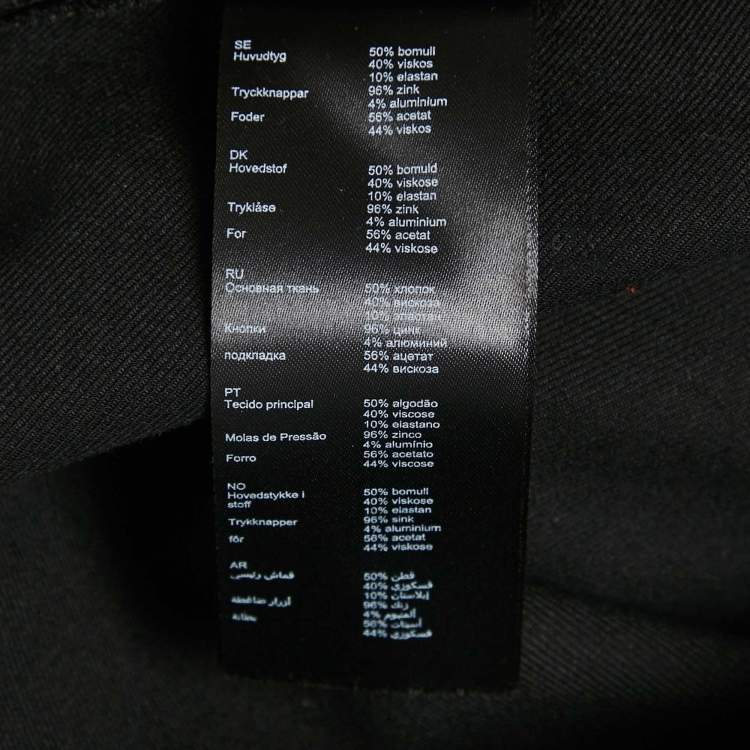 SE
Huvudtyg 50% bomull
40% viskos
10% elastan
Tryckknappar 96% zink
4% aluminium
Foder 56% acetat
44% viskos
DK
Hovedstof 50% bomuld
40% viskose
10% elastan
Tryklåse 96% zink
4% aluminium
For 56% acetat
44% viskose
RU
Основная ткань 50% хлопок
40% вискоза
10% эластан
Кнопки 96% цинк
4% алюминий
подкладка 56% ацетат
44% вискоза
PT
Tecido principal 50% algodão
40% viscose
10% elastano
Molas de Pressão 96% zinco
4% alumínio
Forro 56% acetato
44% viscose
NO
Hovedstykke i 50% bomull
stoff 40% viskose
10% elastan
Trykknapper 96% sink
4% aluminium
fôr 56% acetat
44% viskose
AR
قماش رئيسي 50% قطن
40% فسكوزي
10% إيلاستان
أزرار ضاغطة 96% زنك
4% ألمنيوم
بطانة 56% أسيتات
44% فسكوزي